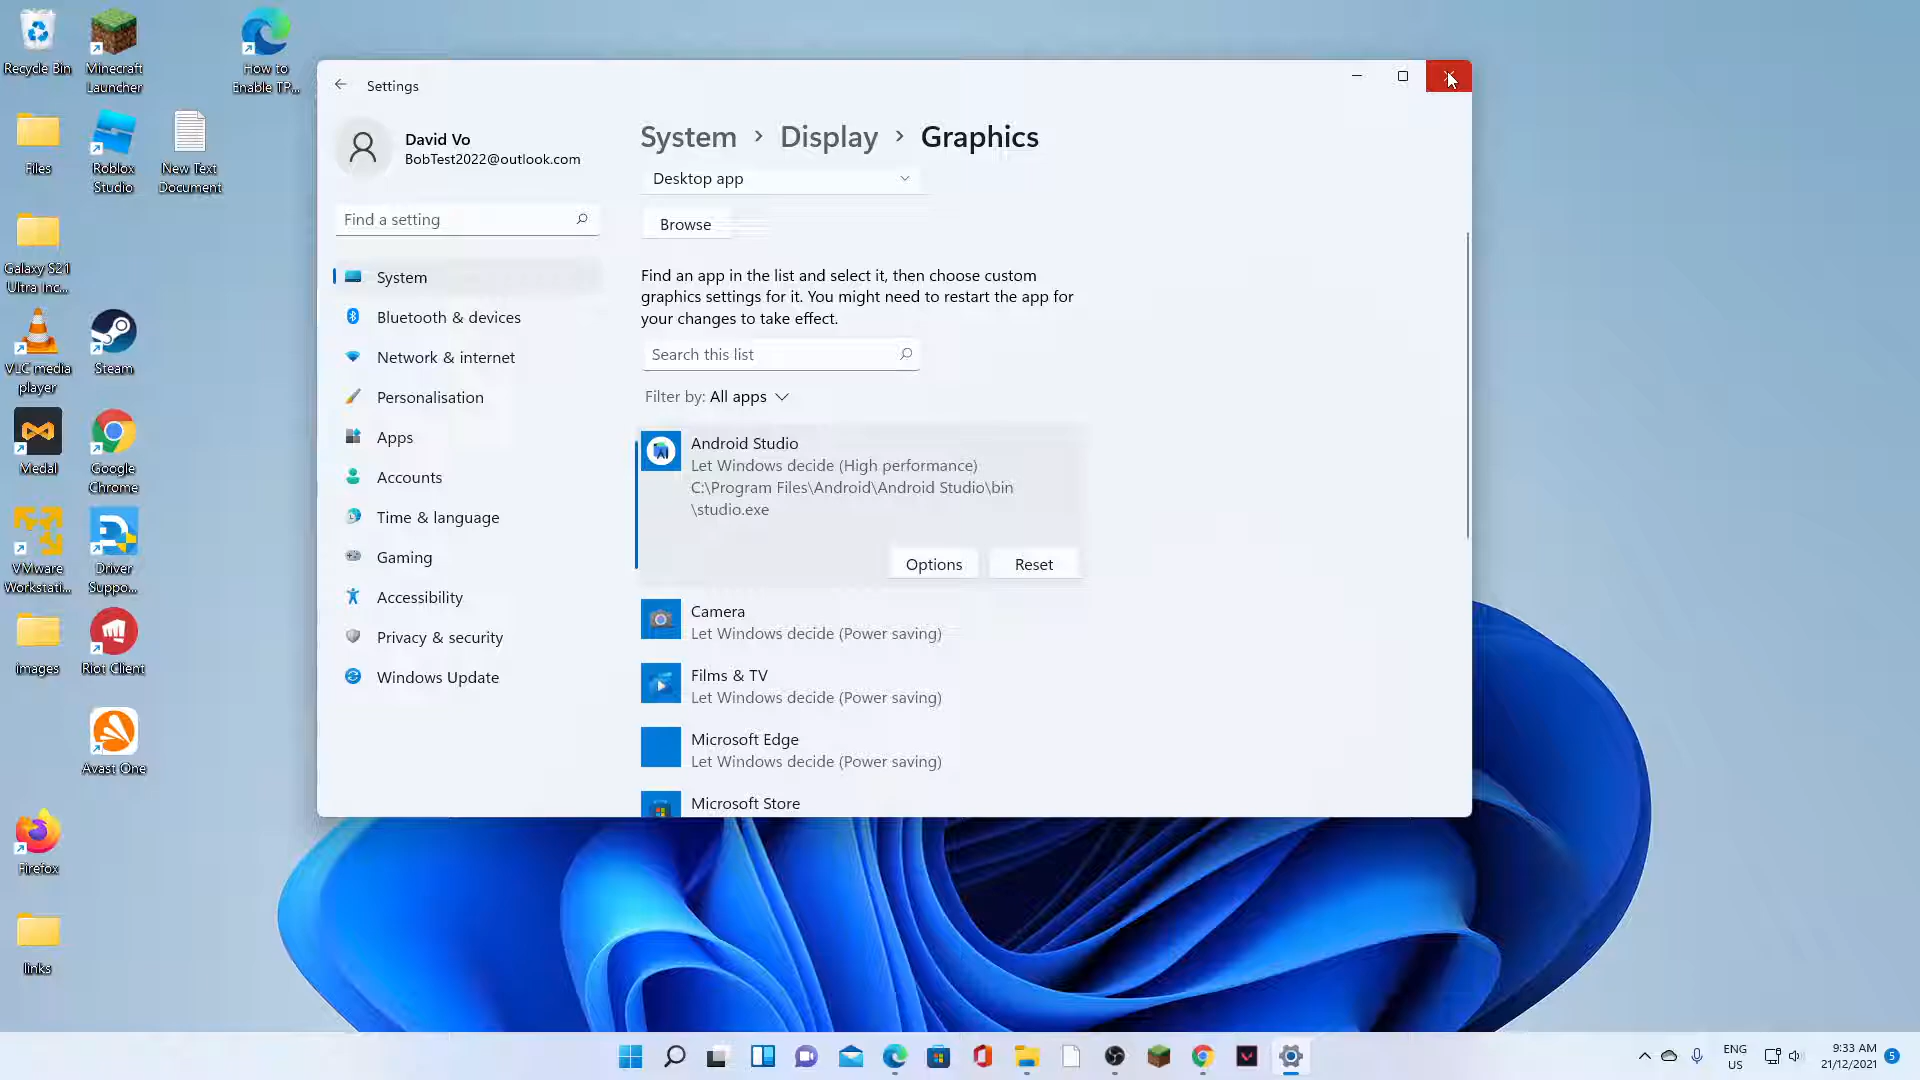 Recycle Bin
Minecraft
Launcher
How to
Enable TP...
Files
Roblox
Studio
New Text
Document
Galaxy S21
Ultra Inc...
VLC media
player
Steam
Medal
Google
Chrome
VMware
Workstati...
Driver
Suppo...
images
Riot Client
Avast One
Firefox
links
Settings
David Vo
BobTest2022@outlook.com
Find a setting
System
Bluetooth & devices
Network & internet
Personalisation
Apps
Accounts
Time & language
Gaming
Accessibility
Privacy & security
Windows Update
System > Display > Graphics
Desktop app
Browse
Find an app in the list and select it, then choose custom
graphics settings for it. You might need to restart the app for
your changes to take effect.
Search this list
Filter by: All apps
Android Studio
Let Windows decide (High performance)
C:\Program Files\Android\Android Studio\bin
\studio.exe
Options
Reset
Camera
Let Windows decide (Power saving)
Films & TV
Let Windows decide (Power saving)
Microsoft Edge
Let Windows decide (Power saving)
Microsoft Store
ENG
US
9:33 AM
21/12/2021
5